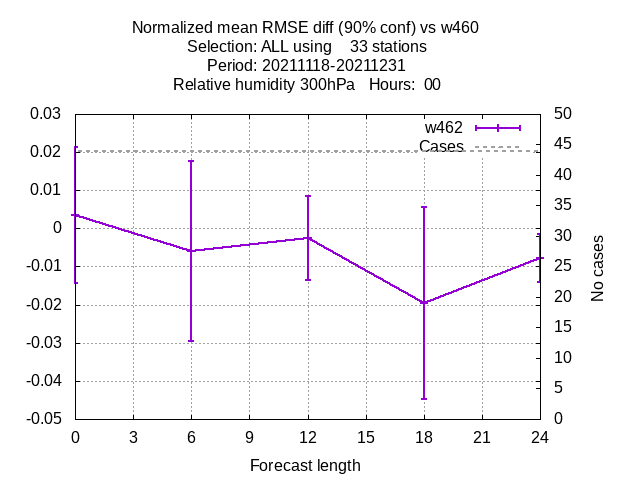 Normalized mean RMSE diff (90% conf) vs w460
Selection: ALL using    33 stations
Period: 20211118-20211231
Relative humidity 300hPa   Hours:  00
w462
Cases
0.03
0.02
0.01
0
-0.01
-0.02
-0.03
-0.04
-0.05
50
45
40
35
30
25
20
15
10
5
0
No cases
0 3 6 9 12 15 18 21 24
Forecast length